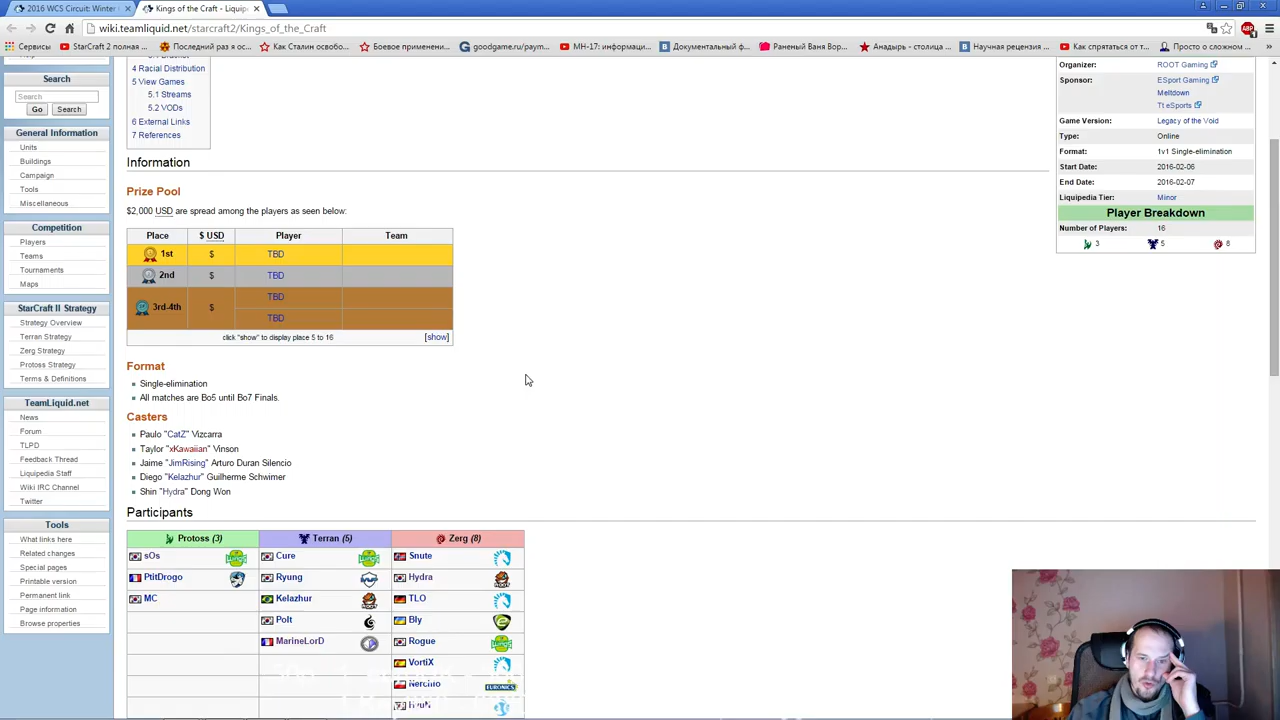 2016 WCS Circuit: Winter
Kings of the Craft - Liquip
wiki.teamliquid.net/starcraft2/Kings_of_the_Craft
Сервисы
StarCraft 2 полная
Последний раз я ос
Как Сталин освобо
Боевое применени
goodgame.ru/paym
МН-17: информаци
Документальный ф
Раненый Ваня Вор
Анадырь - столица
Научная рецензия
Как спрятаться от т
Просто о сложном
Search
Search
Go Search
General Information
Units
Buildings
Campaign
Tools
Miscellaneous
Competition
Players
Teams
Tournaments
Maps
StarCraft II Strategy
Strategy Overview
Terran Strategy
Zerg Strategy
Protoss Strategy
Terms & Definitions
TeamLiquid.net
News
Forum
TLPD
Feedback Thread
Liquipedia Staff
Wiki IRC Channel
Twitter
Tools
What links here
Related changes
Special pages
Printable version
Permanent link
Page information
Browse properties
4 Racial Distribution
5 View Games
5.1 Streams
5.2 VODs
6 External Links
7 References
Information
Prize Pool
$2,000 USD are spread among the players as seen below:
Place $ USD Player Team
1st $ TBD
2nd $ TBD
3rd-4th $ TBD
TBD
click "show" to display place 5 to 16 [show]
Format
Single-elimination
All matches are Bo5 until Bo7 Finals.
Casters
Paulo "CatZ" Vizcarra
Taylor "xKawaiian" Vinson
Jaime "JimRising" Arturo Duran Silencio
Diego "Kelazhur" Guilherme Schwimer
Shin "Hydra" Dong Won
Participants
Protoss (3) Terran (5) Zerg (8)
sOs Cure Snute
PtitDrogo Ryung Hydra
MC Kelazhur TLO
Polt Bly
MarineLorD Rogue
VortiX
Nerchio
EURONICS
HyuN
Organizer: ROOT Gaming
Sponsor: ESport Gaming
Meltdown
Tt eSports
Game Version: Legacy of the Void
Type: Online
Format: 1v1 Single-elimination
Start Date: 2016-02-06
End Date: 2016-02-07
Liquipedia Tier: Minor
Player Breakdown
Number of Players: 16
3 5 8